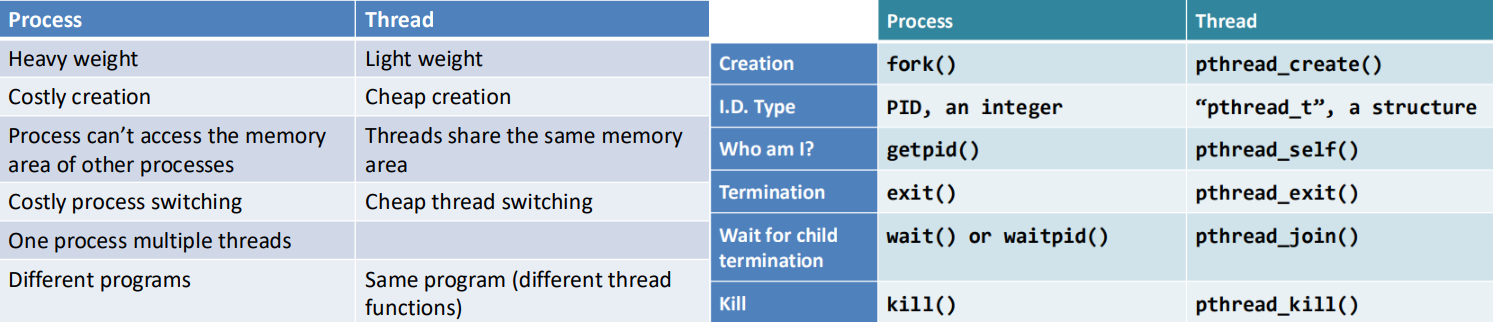 Process Thread
Heavy weight Light weight
Costly creation Cheap creation
Process can’t access the memory Threads share the same memory
area of other processes area
Costly process switching Cheap thread switching
One process multiple threads
Different programs Same program (different thread
functions)
Process Thread
Creation fork() pthread_create()
I.D. Type PID, an integer “pthread_t”, a structure
Who am I? getpid() pthread_self()
Termination exit() pthread_exit()
Wait for child wait() or waitpid() pthread_join()
termination
Kill kill() pthread_kill()